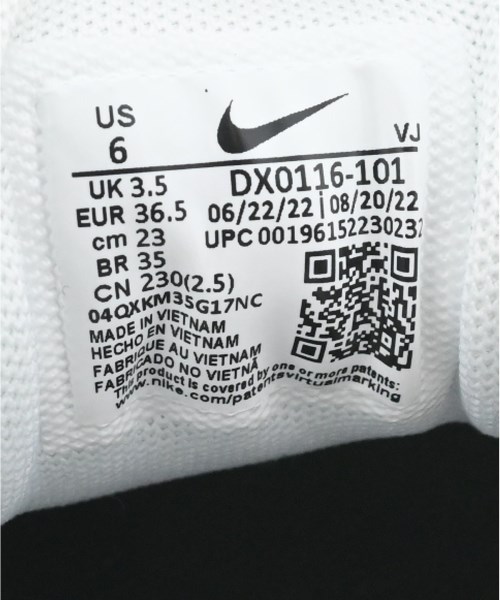 US
6
VJ
UK 3.5
DX0116-101
EUR 36.5
06/22/22 | 08/20/22
cm 23
UPC 00196152230232
BR 35
CN 230(2.5)
04QXKM35G17NC
MADE IN VIETNAM
HECHO EN VIETNAM
FABRIQUE AU VIETNAM
FABRICADO NO VIETNÃ
This product is covered by one or more patents:
www.nike.com/patentsvirtualmarking